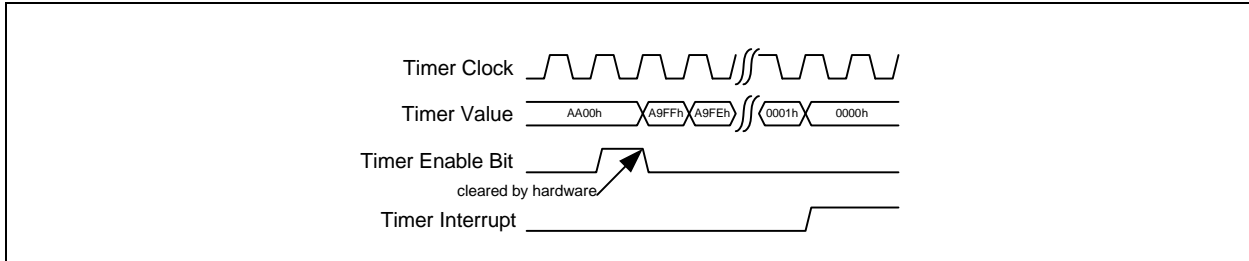 Timer Clock
Timer Value AA00h A9FFh A9FEh 0001h 0000h
Timer Enable Bit
cleared by hardware
Timer Interrupt